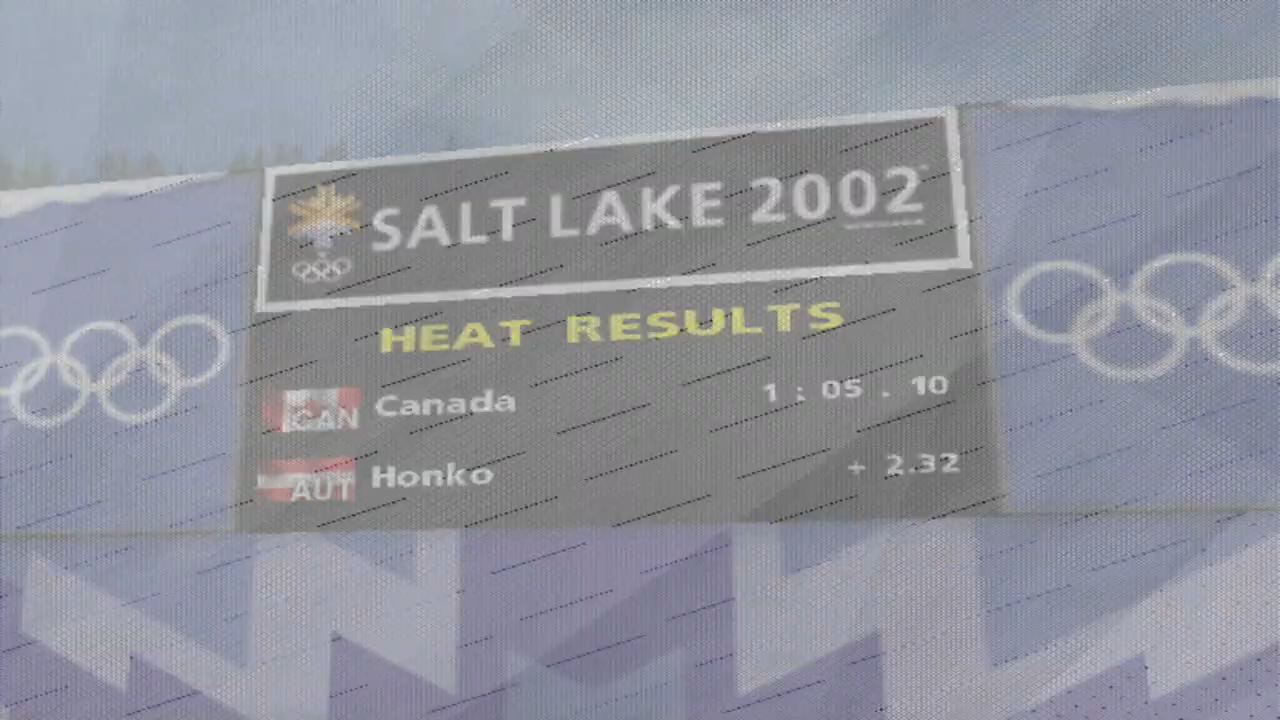 SALT LAKE 2002
HEAT RESULTS
CAN Canada 1 : 05 . 10
AUT Honko + 2.32